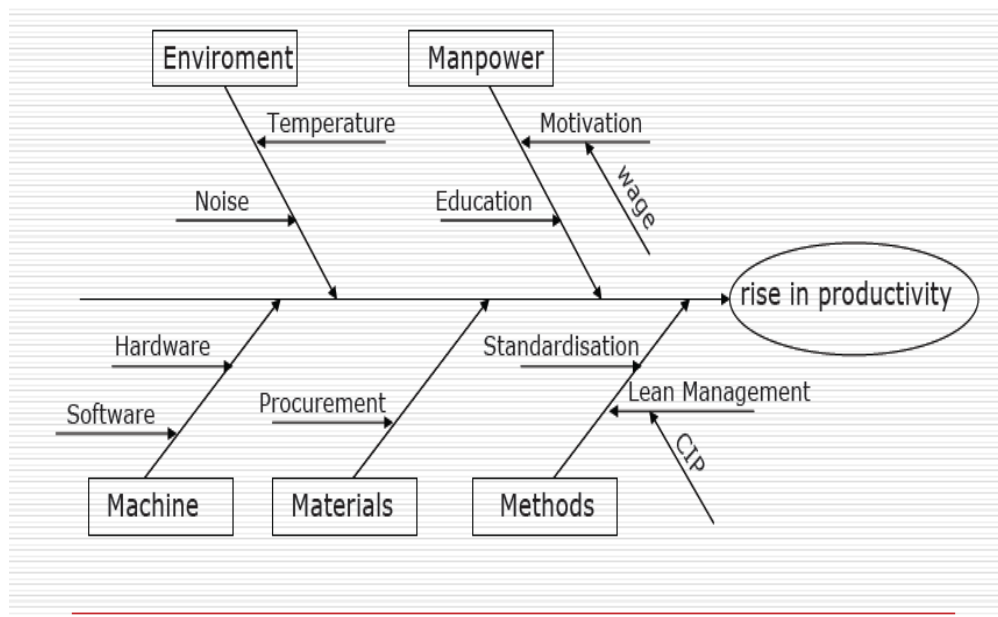 Enviroment
Manpower
Temperature
Motivation
wage
Noise
Education
rise in productivity
Hardware
Standardisation
Software
Procurement
Lean Management
CIP
Machine
Materials
Methods